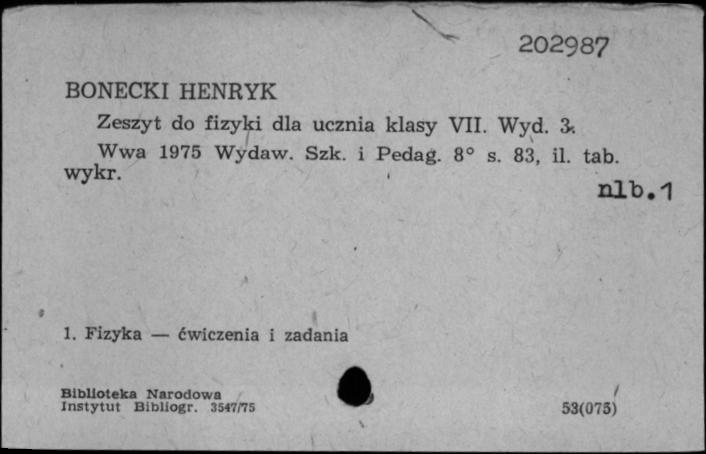 202987
BONECKI HENRYK
Zeszyt do fizyki dla ucznia klasy VII. Wyd. 3.
Wwa 1975 Wydaw. Szk. i Pedag. 8° s. 83, il. tab.
wykr.
nlb.1
1. Fizyka — ćwiczenia i zadania
Biblioteka Narodowa
Instytut Bibliogr. 3547/75
53(075)